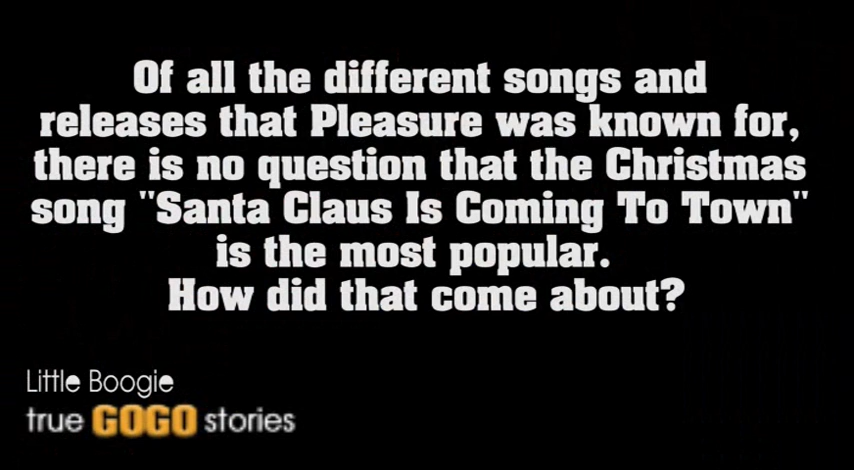 Of all the different songs and
releases that Pleasure was known for,
there is no question that the Christmas
song "Santa Claus Is Coming To Town"
is the most popular.
How did that come about?
Little Boogie
true GOGO stories